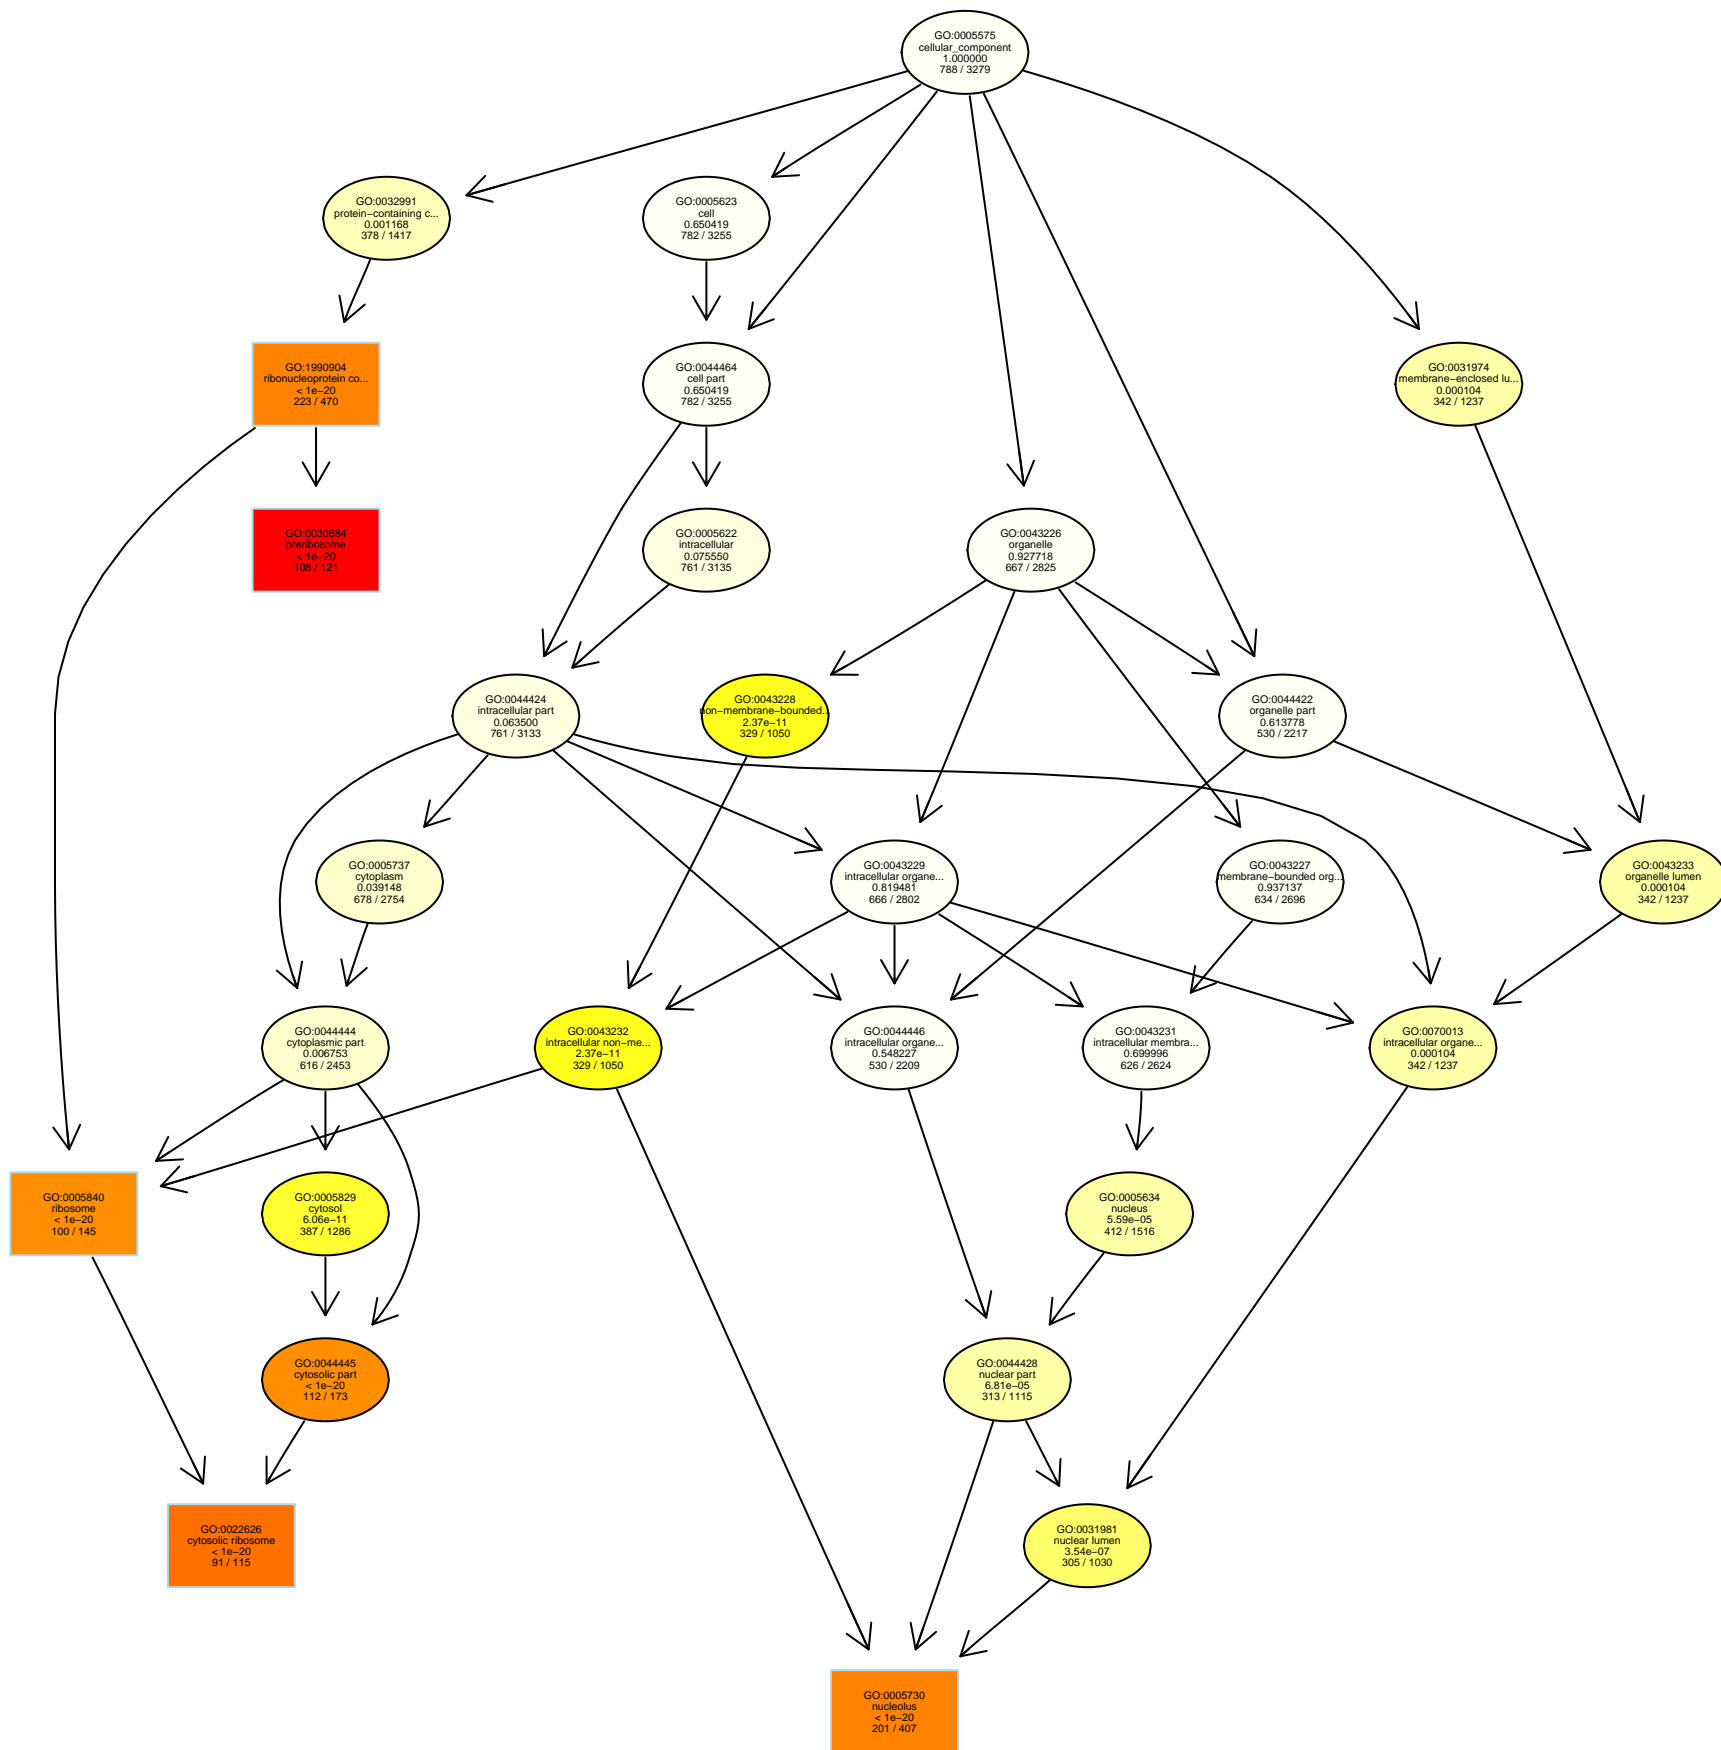 GO:0005575
cellular_component
1.000000
788 / 3279
GO:0032991
protein−containing c...
0.001168
378 / 1417
GO:0005623
cell
0.650419
782 / 3255
GO:1990904
ribonucleoprotein co...
< 1e−20
223 / 470
GO:0044464
cell part
0.650419
782 / 3255
GO:0031974
membrane−enclosed lu...
0.000104
342 / 1237
GO:0030684
preribosome
< 1e−20
108 / 121
GO:0005622
intracellular
0.075550
761 / 3135
GO:0043226
organelle
0.927718
667 / 2825
GO:0044424
intracellular part
0.063500
761 / 3133
GO:0043228
non−membrane−bounded...
2.37e−11
329 / 1050
GO:0044422
organelle part
0.613778
530 / 2217
GO:0005737
cytoplasm
0.039148
678 / 2754
GO:0043229
intracellular organe...
0.819481
666 / 2802
GO:0043227
membrane−bounded org...
0.937137
634 / 2696
GO:0043233
organelle lumen
0.000104
342 / 1237
GO:0044444
cytoplasmic part
0.006753
616 / 2453
GO:0043232
intracellular non−me...
2.37e−11
329 / 1050
GO:0044446
intracellular organe...
0.548227
530 / 2209
GO:0043231
intracellular membra...
0.699996
626 / 2624
GO:0070013
intracellular organe...
0.000104
342 / 1237
GO:0005840
ribosome
< 1e−20
100 / 145
GO:0005829
cytosol
6.06e−11
387 / 1286
GO:0005634
nucleus
5.59e−05
412 / 1516
GO:0044445
cytosolic part
< 1e−20
112 / 173
GO:0044428
nuclear part
6.81e−05
313 / 1115
GO:0022626
cytosolic ribosome
< 1e−20
91 / 115
GO:0031981
nuclear lumen
3.54e−07
305 / 1030
GO:0005730
nucleolus
< 1e−20
201 / 407